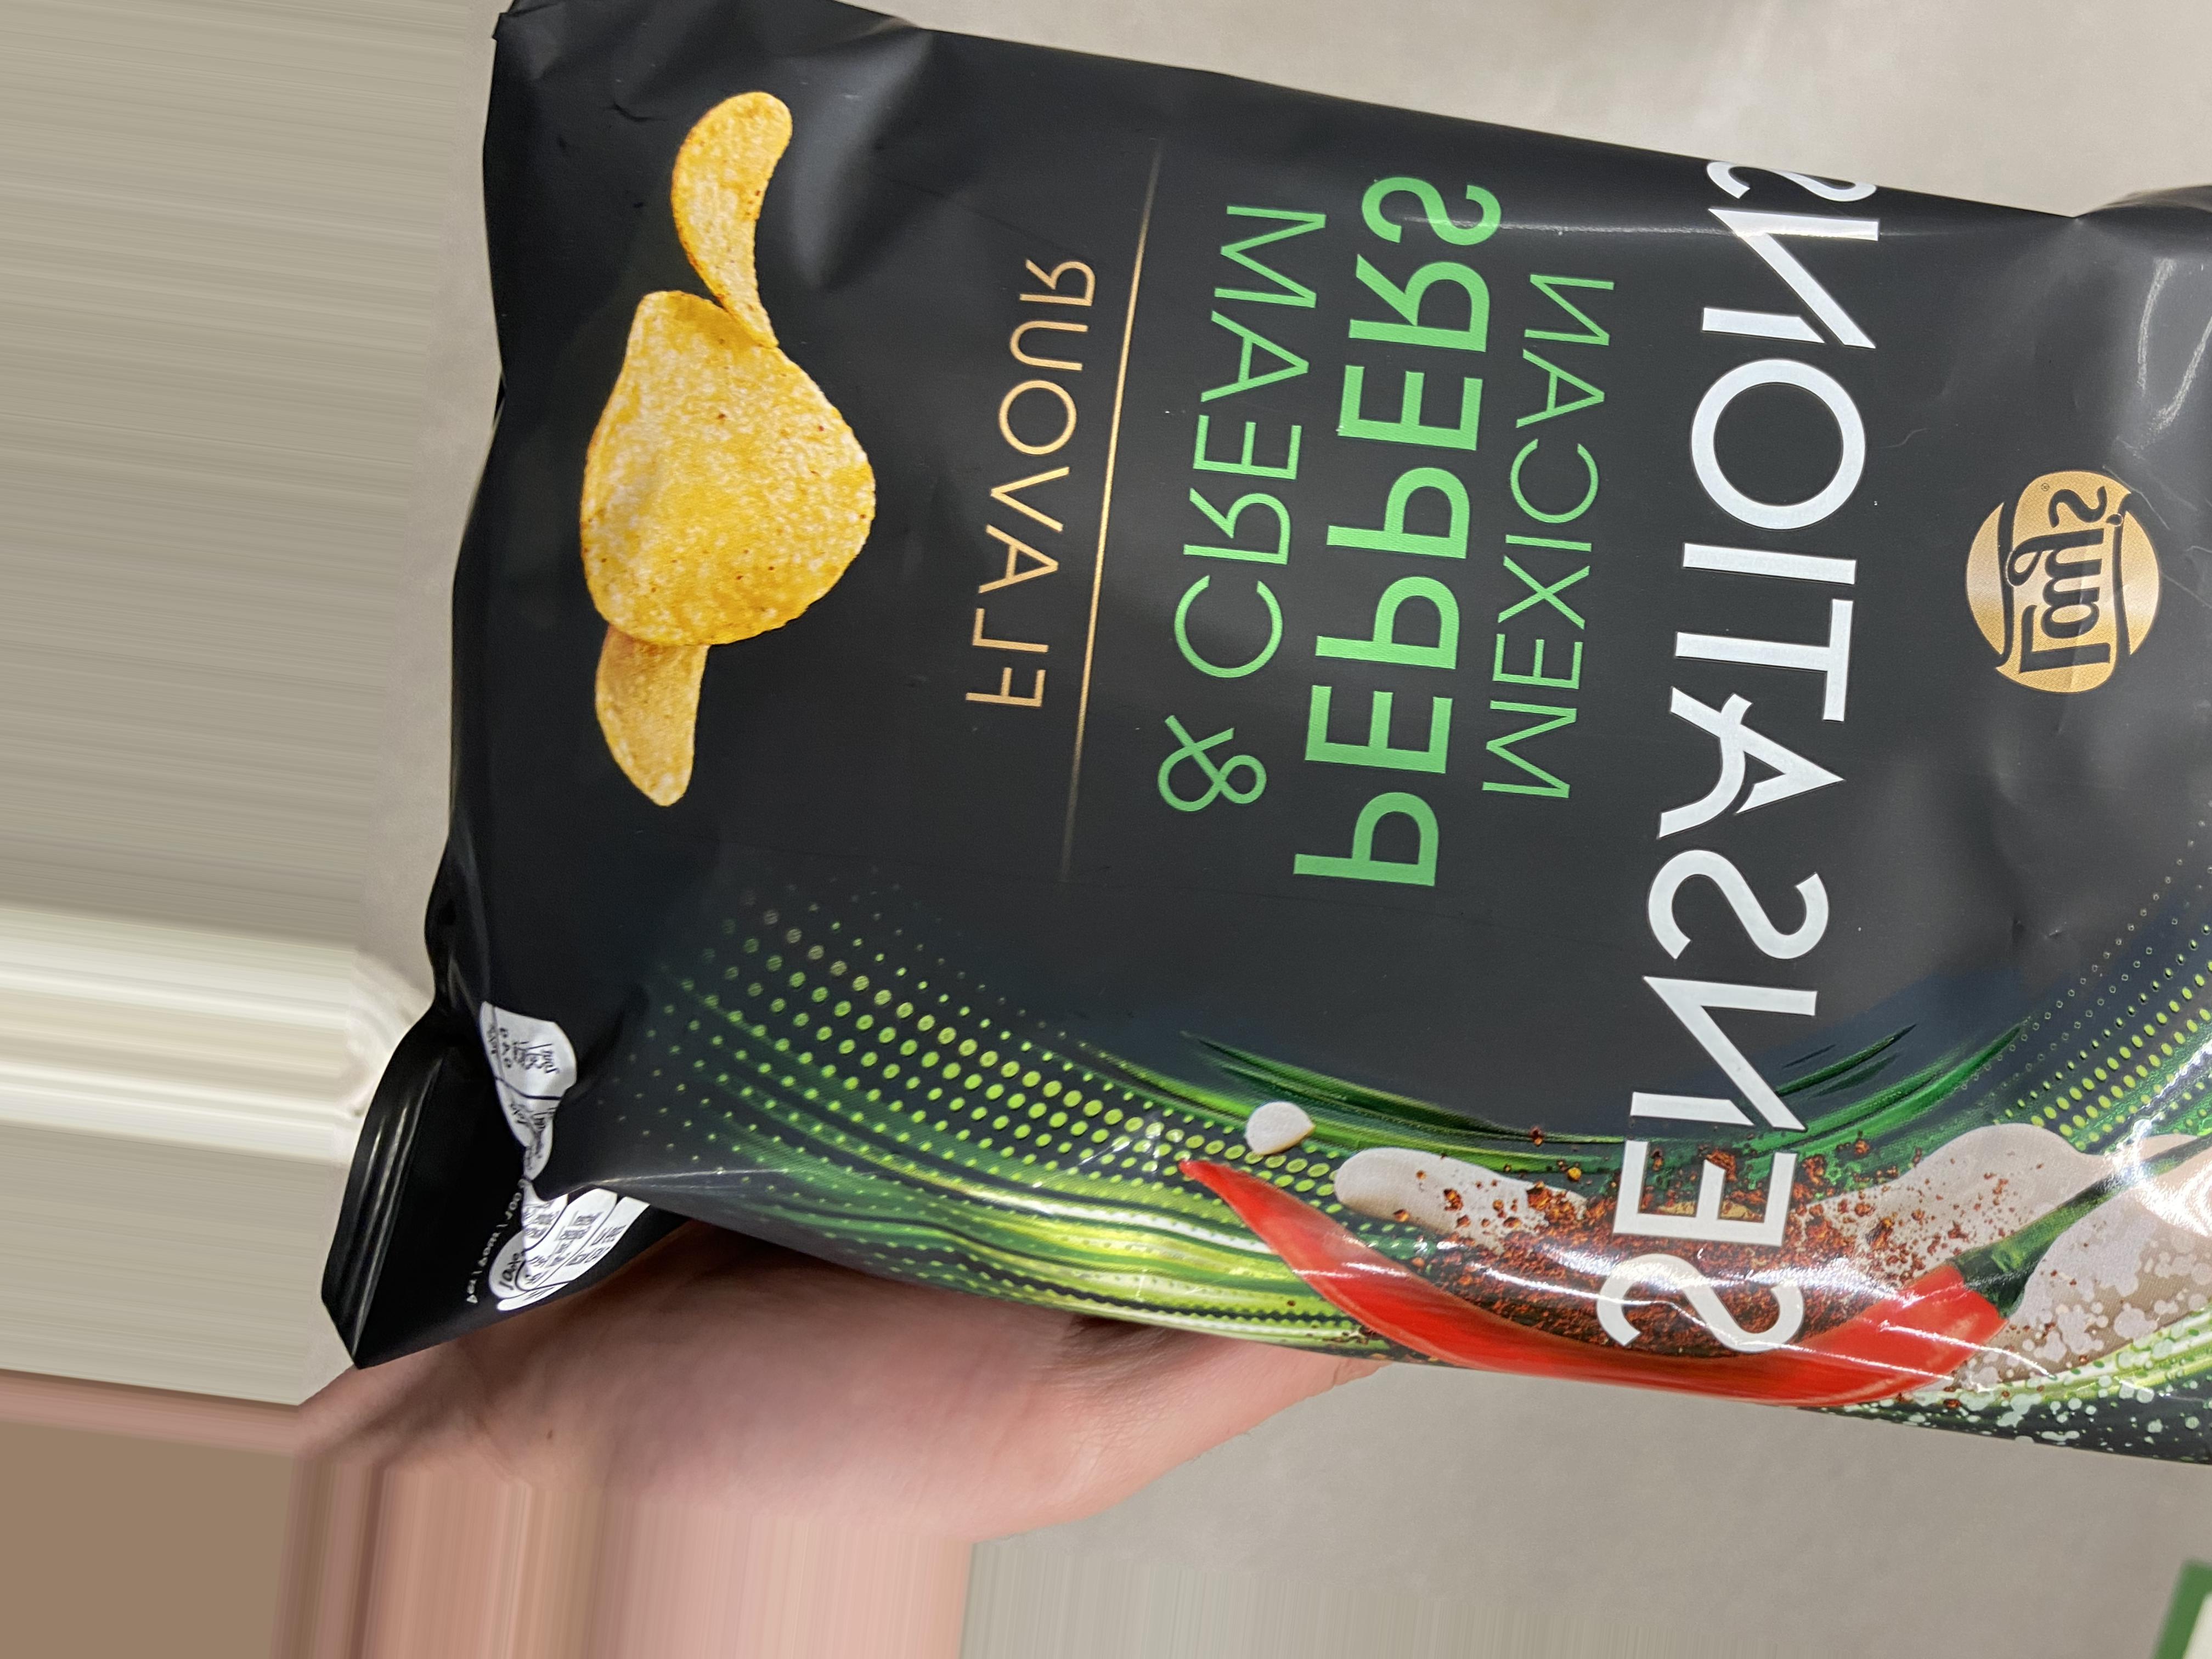 Lay's
SENSATIONS
MEXICAN
PEPPERS
& CREAM
FLAVOUR